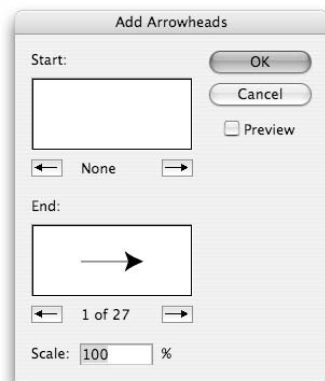 Add Arrowheads
Start:
OK
Cancel
Preview
None
End:
1 of 27
Scale: 100 %